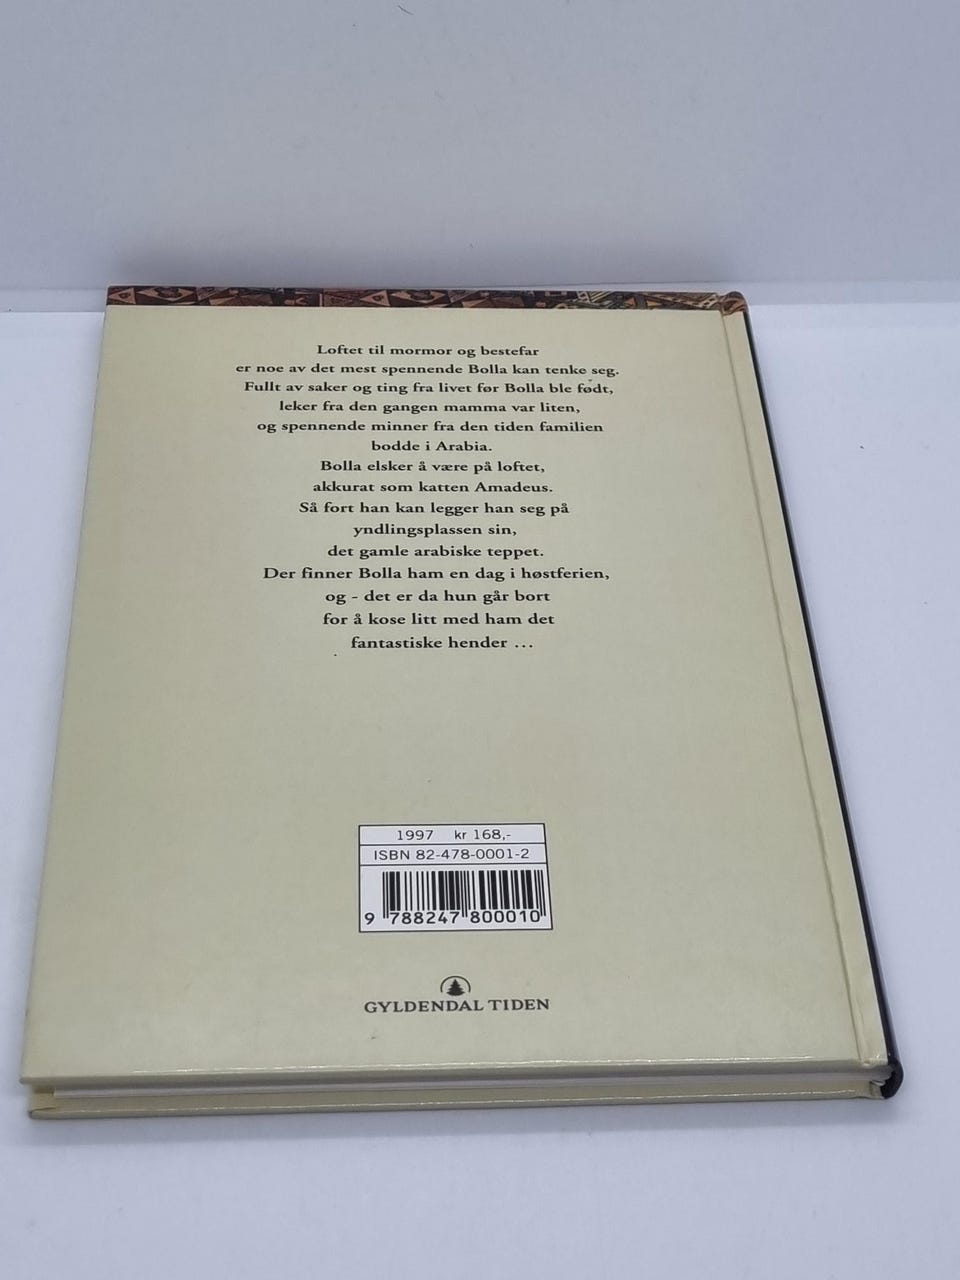 Loftet til mormor og bestefar
er noe av det mest spennende Bolla kan tenke seg.
Fullt av saker og ting fra livet før Bolla ble født,
leker fra den gangen mamma var liten,
og spennende minner fra den tiden familien
bodde i Arabia.
Bolla elsker å være på loftet,
akkurat som katten Amadeus.
Så fort han kan legger han seg på
yndlingsplassen sin,
det gamle arabiske teppet.
Der finner Bolla ham en dag i høstferien,
og - det er da hun går bort
for å kose litt med ham det
fantastiske hender ...
1997 kr 168,-
ISBN 82-478-0001-2
9 788247 800010
GYLDENDAL TIDEN